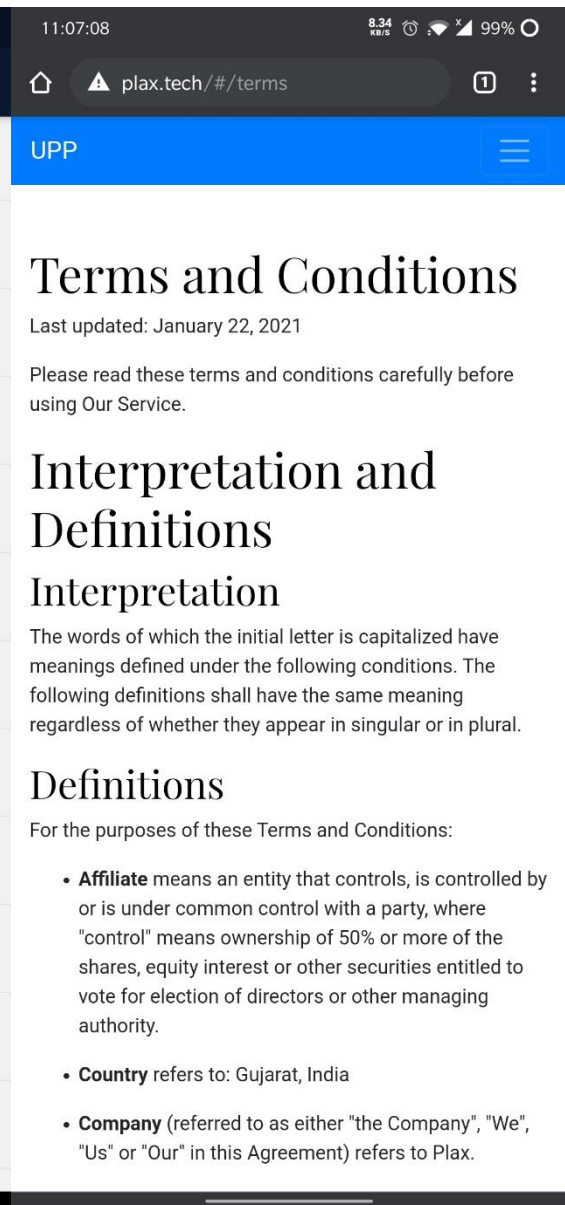 11:07:08
8.34
KB/S
x
99%
plax.tech/#/terms
1
UPP
Terms and Conditions
Last updated: January 22, 2021
Please read these terms and conditions carefully before
using Our Service.
Interpretation and
Definitions
Interpretation
The words of which the initial letter is capitalized have
meanings defined under the following conditions. The
following definitions shall have the same meaning
regardless of whether they appear in singular or in plural.
Definitions
For the purposes of these Terms and Conditions:
• Affiliate means an entity that controls, is controlled by
or is under common control with a party, where
"control" means ownership of 50% or more of the
shares, equity interest or other securities entitled to
vote for election of directors or other managing
authority.
• Country refers to: Gujarat, India
• Company (referred to as either "the Company", "We",
"Us" or "Our" in this Agreement) refers to Plax.